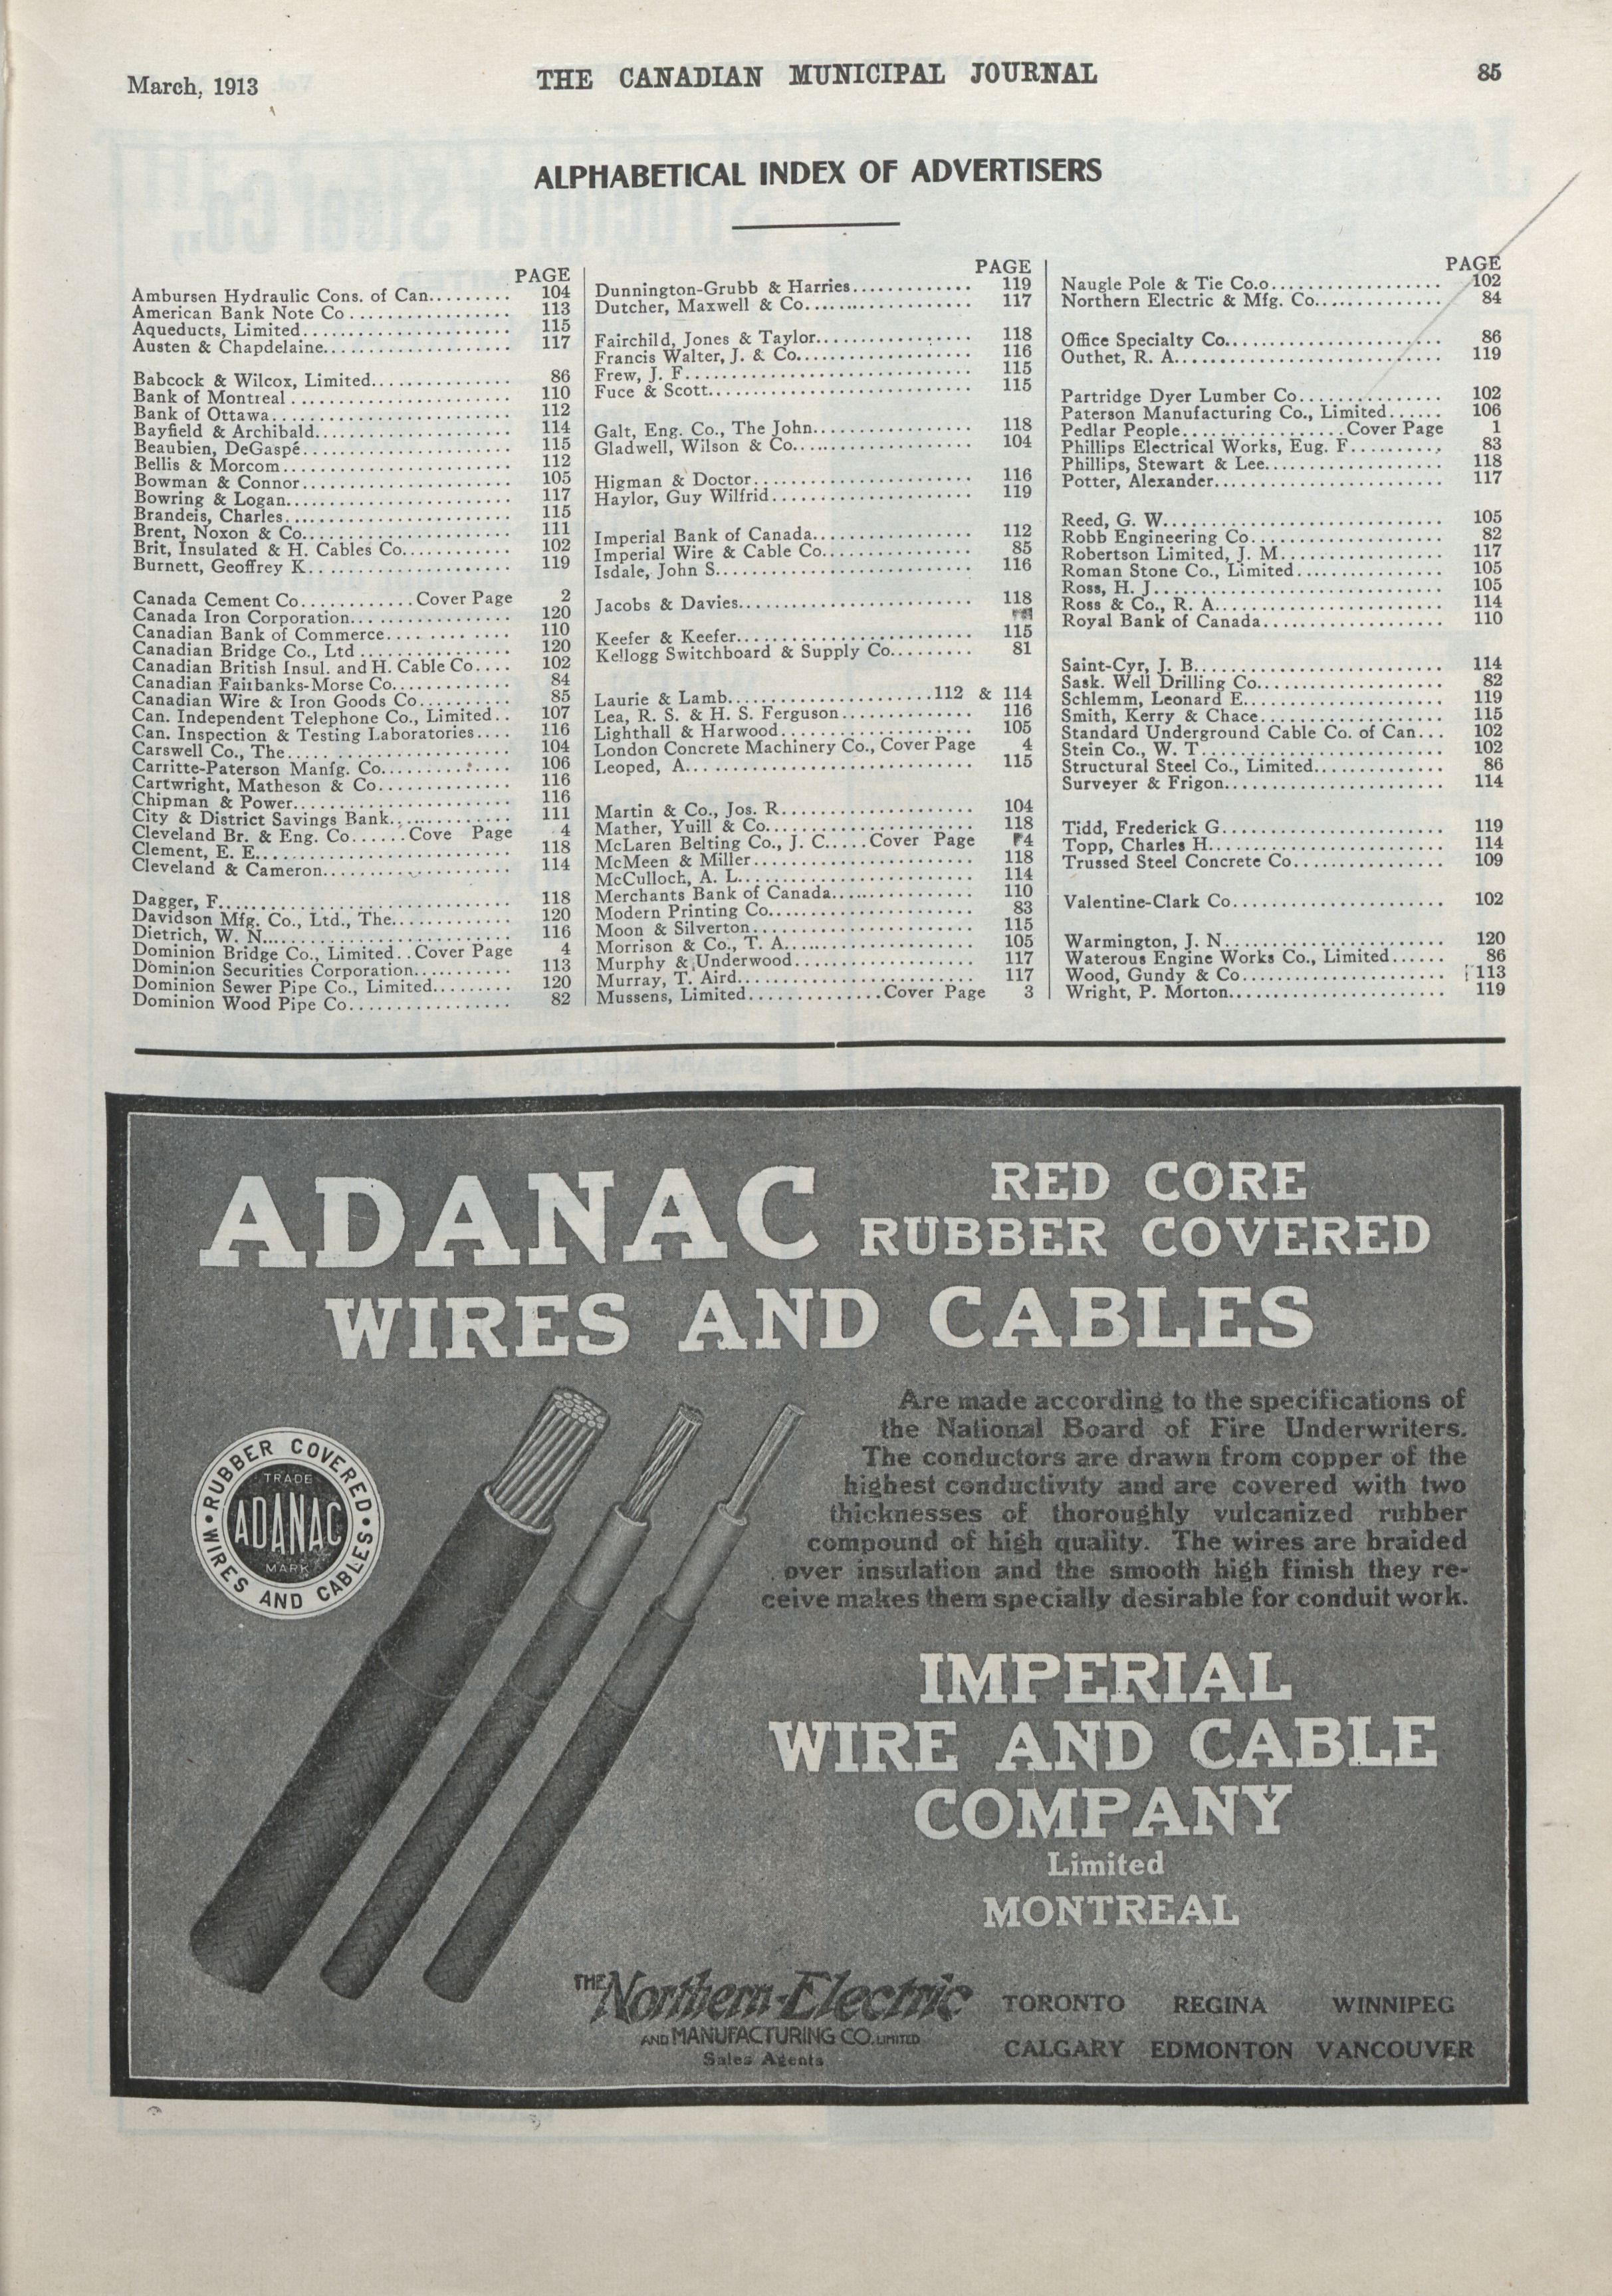 March, 1913
THE CANADIAN MUNICIPAL JOURNAL
85
ALPHABETICAL INDEX OF ADVERTISERS
PAGE
Ambursen Hydraulic Cons. of Can......... 104
American Bank Note Co ................. 113
Aqueducts, Limited....................... 115
Austen & Chapdelaine.................... 117
Babcock & Wilcox, Limited............... 86
Bank of Montreal ........................ 110
Bank of Ottawa.......................... 112
Bayfield & Archibald..................... 114
Beaubien, DeGaspé....................... 115
Bellis & Morcom......................... 112
Bowman & Connor....................... 105
Bowring & Logan........................ 117
Brandeis, Charles........................ 115
Brent, Noxon & Co...................... 111
Brit, Insulated & H. Cables Co............ 102
Burnett, Geoffrey K...................... 119
Canada Cement Co............Cover Page 2
Canada Iron Corporation................. 120
Canadian Bank of Commerce............. 110
Canadian Bridge Co., Ltd ................ 120
Canadian British Insul. and H. Cable Co.... 102
Canadian Fairbanks-Morse Co............. 84
Canadian Wire & Iron Goods Co.......... 85
Can. Independent Telephone Co., Limited.. 107
Can. Inspection & Testing Laboratories.... 116
Carswell Co., The........................ 104
Carritte-Paterson Manfg. Co.............. 106
Cartwright, Matheson & Co............... 116
Chipman & Power....................... 116
City & District Savings Bank.............. 111
Cleveland Br. & Eng. Co......Cove Page 4
Clement, E. E........................... 118
Cleveland & Cameron.................... 114
Dagger, F............................... 118
Davidson Mfg. Co., Ltd., The............. 120
Dietrich, W. N........................... 116
Dominion Bridge Co., Limited..Cover Page 4
Dominion Securities Corporation........... 113
Dominion Sewer Pipe Co., Limited......... 120
Dominion Wood Pipe Co.................. 82
PAGE
Dunnington-Grubb & Harries............. 119
Dutcher, Maxwell & Co.................. 117
Fairchild, Jones & Taylor................. 118
Francis Walter, J. & Co................... 116
Frew, J. F............................... 115
Fuce & Scott............................ 115
Galt, Eng. Co., The John................. 118
Gladwell, Wilson & Co................... 104
Higman & Doctor........................ 116
Haylor, Guy Wilfrid...................... 119
Imperial Bank of Canada................. 112
Imperial Wire & Cable Co................ 85
Isdale, John S........................... 116
Jacobs & Davies......................... 118
Keefer & Keefer......................... 115
Kellogg Switchboard & Supply Co......... 81
Laurie & Lamb......................112 & 114
Lea, R. S. & H. S. Ferguson.............. 116
Lighthall & Harwood..................... 105
London Concrete Machinery Co., Cover Page 4
Leoped, A.............................. 115
Martin & Co., Jos. R..................... 104
Mather, Yuill & Co...................... 118
McLaren Belting Co., J. C.....Cover Page 4
McMeen & Miller........................ 118
McCulloch, A. L......................... 114
Merchants Bank of Canada............... 110
Modern Printing Co...................... 83
Moon & Silverton........................ 115
Morrison & Co., T. A.................... 105
Murphy & Underwood................... 117
Murray, T. Aird......................... 117
Mussens, Limited..............Cover Page 3
PAGE
Naugle Pole & Tie Co.o.................. 102
Northern Electric & Mfg. Co............. 84
Office Specialty Co....................... 86
Outhet, R. A............................ 119
Partridge Dyer Lumber Co............... 102
Paterson Manufacturing Co., Limited...... 106
Pedlar People.................Cover Page 1
Phillips Electrical Works, Eug. F.......... 83
Phillips, Stewart & Lee................... 118
Potter, Alexander........................ 117
Reed, G. W............................. 105
Robb Engineering Co.................... 82
Robertson Limited, J. M................. 117
Roman Stone Co., Limited................ 105
Ross, H. J.............................. 105
Ross & Co., R. A........................ 114
Royal Bank of Canada................... 110
Saint-Cyr, J. B.......................... 114
Sask. Well Drilling Co.................... 82
Schlemm, Leonard E..................... 119
Smith, Kerry & Chace................... 115
Standard Underground Cable Co. of Can... 102
Stein Co., W. T......................... 102
Structural Steel Co., Limited.............. 86
Surveyer & Frigon....................... 114
Tidd, Frederick G........................ 119
Topp, Charles H......................... 114
Trussed Steel Concrete Co................ 109
Valentine-Clark Co....................... 102
Warmington, J. N....................... 120
Waterous Engine Works Co., Limited...... 86
Wood, Gundy & Co...................... 113
Wright, P. Morton....................... 119
ADANAC
RED CORE
RUBBER COVERED
WIRES AND CABLES
RUBBER COVERED
TRADE
ADANAC
MARK
WIRES AND CABLES
Are made according to the specifications of
the National Board of Fire Underwriters.
The conductors are drawn from copper of the
highest conductivity and are covered with two
thicknesses of thoroughly vulcanized rubber
compound of high quality. The wires are braided
over insulation and the smooth high finish they re-
ceive makes them specially desirable for conduit work.
IMPERIAL
WIRE AND CABLE
COMPANY
Limited
MONTREAL
THE Northern-Electric
AND MANUFACTURING CO. LIMITED
Sales Agents
TORONTO REGINA WINNIPEG
CALGARY EDMONTON VANCOUVER